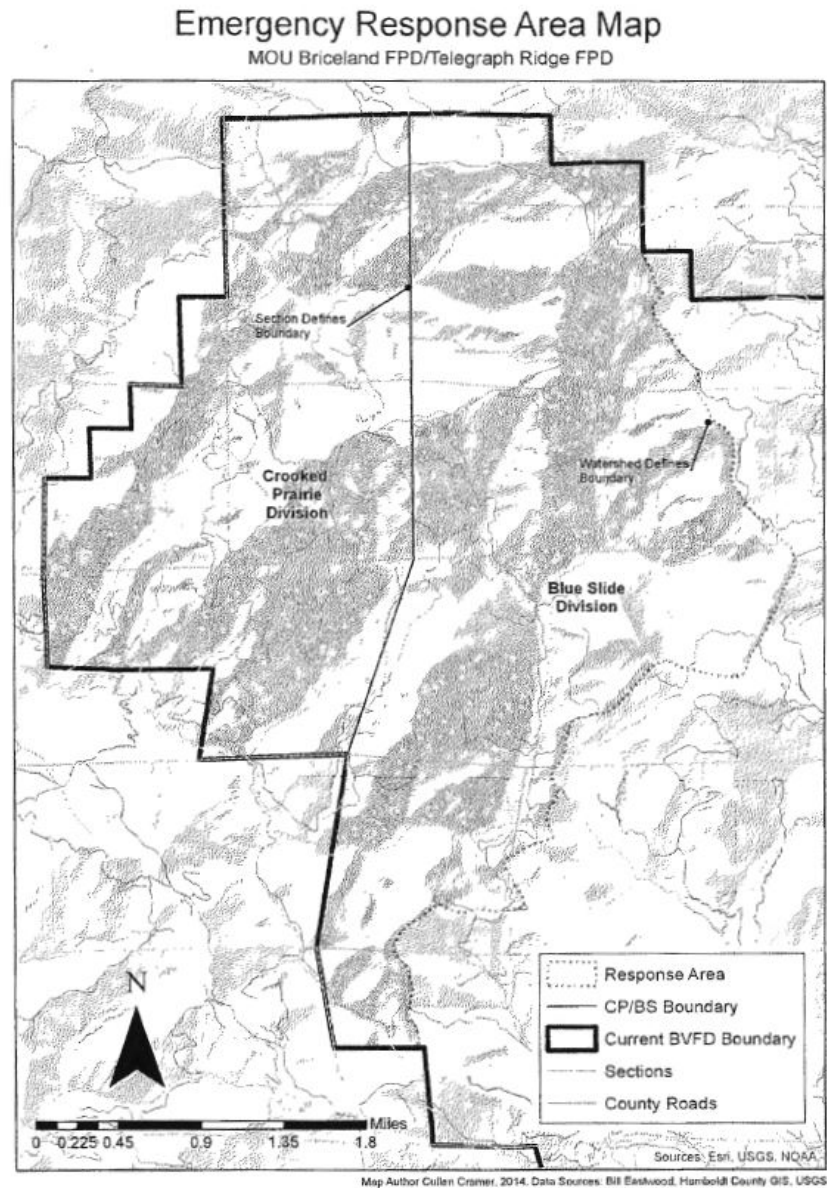 Emergency Response Area Map
MOU Briceland FPD/Telegraph Ridge FPD
Section Defines
Boundary
Watershed Defines
Boundary
Crooked
Prairie
Division
Blue Slide
Division
N
Response Area
CP/BS Boundary
Current BVFD Boundary
Sections
County Roads
Miles
0 0.225 0.45 0.9 1.35 1.8
Sources: Esri, USGS, NOAA
Map Author Cullen Cramer, 2014. Data Sources: Bill Eastwood, Humboldt County GIS, USGS